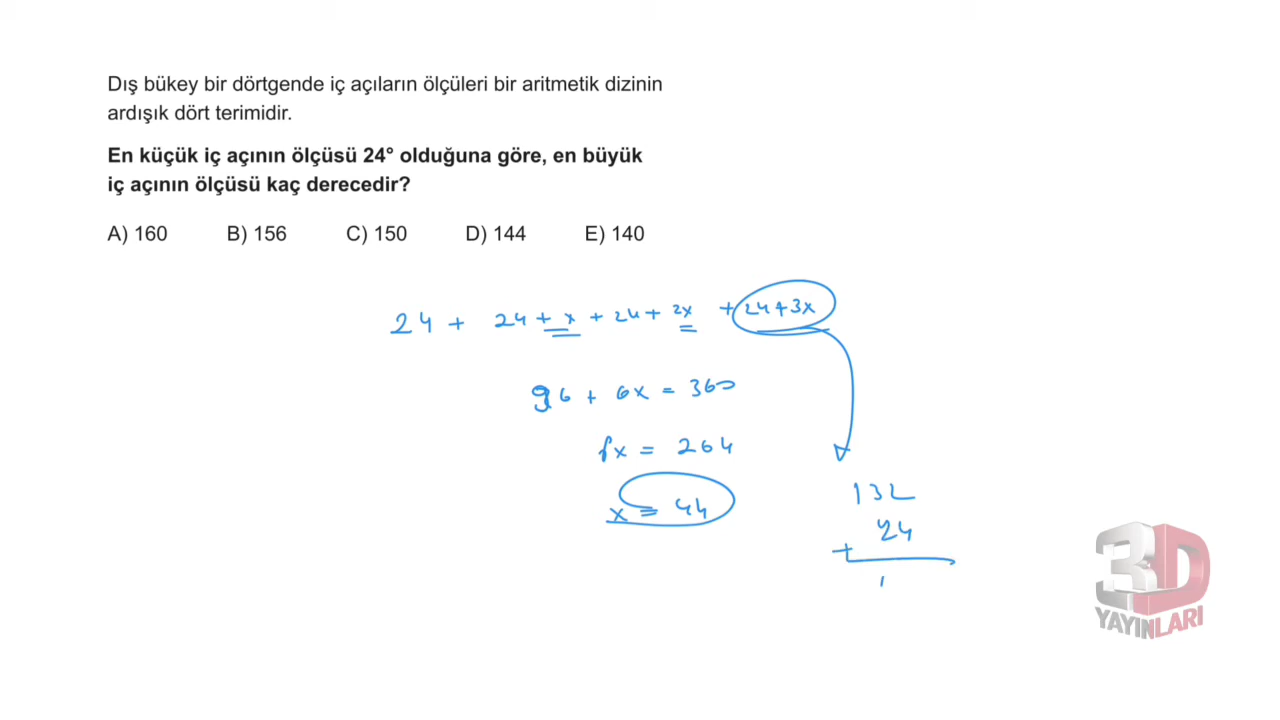 Dış bükey bir dörtgende iç açıların ölçüleri bir aritmetik dizinin
ardışık dört terimidir.
En küçük iç açının ölçüsü 24° olduğuna göre, en büyük
iç açının ölçüsü kaç derecedir?
A) 160 B) 156 C) 150 D) 144 E) 140
24 + 24 + x + 24 + 2x + 24 + 3x
96 + 6x = 360
6x = 264
x = 44
132
24
+
1
3D
YAYINLARI